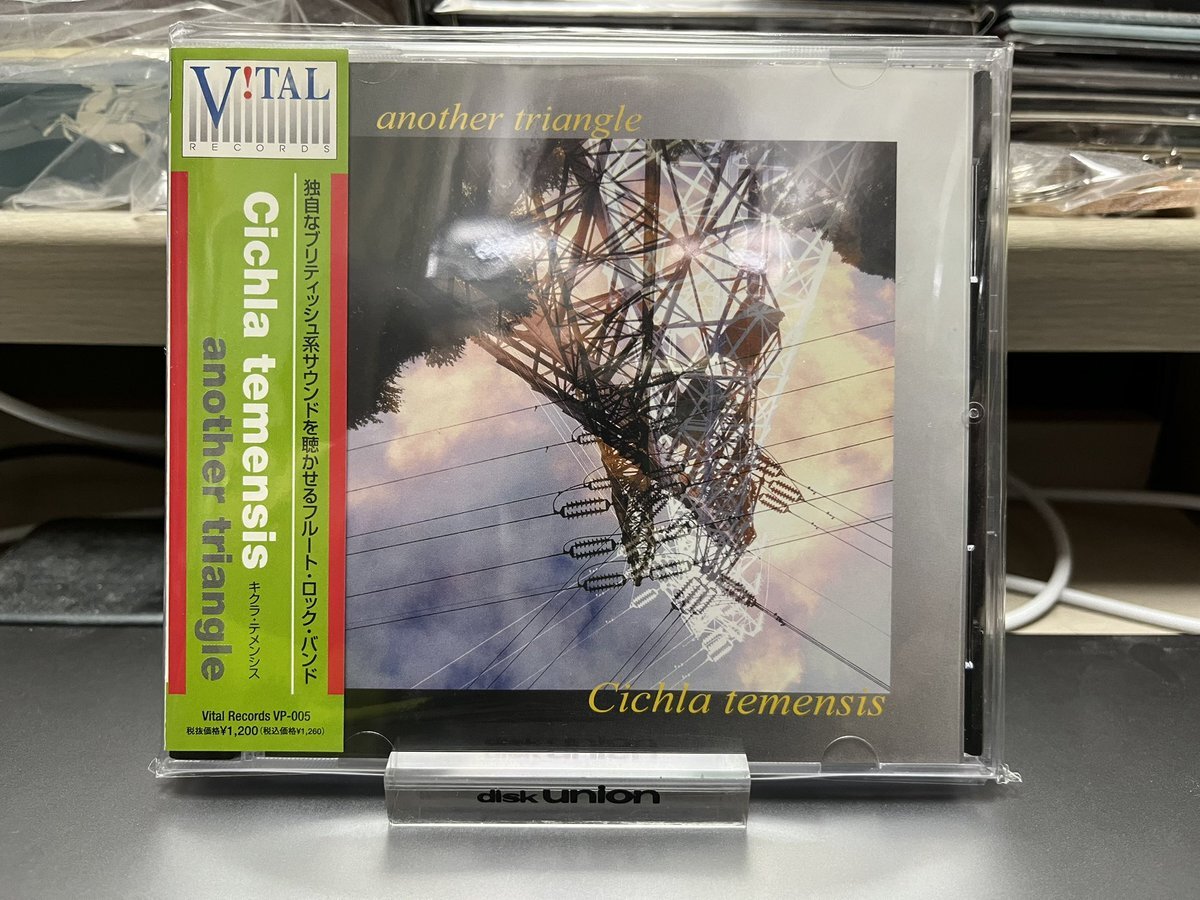 V!TAL
RECORDS
独自なブリティッシュ系サウンドを聴かせるフルート・ロック・バンド
Cichla temensis
キクラ・テメンシス
another triangle
Vital Records VP-005
税抜価格¥1,200(税込価格¥1,260)
another triangle
Cichla temensis
disk union